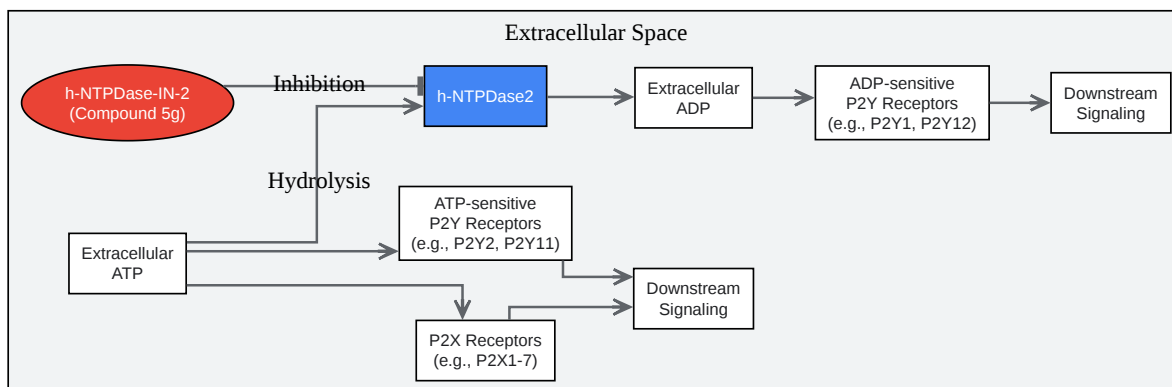 Extracellular Space
h-NTPDase-IN-2
(Compound 5g)
Inhibition
h-NTPDase2
Extracellular
ADP
ADP-sensitive
P2Y Receptors
(e.g., P2Y1, P2Y12)
Downstream
Signaling
Hydrolysis
Extracellular
ATP
ATP-sensitive
P2Y Receptors
(e.g., P2Y2, P2Y11)
Downstream
Signaling
P2X Receptors
(e.g., P2X1-7)